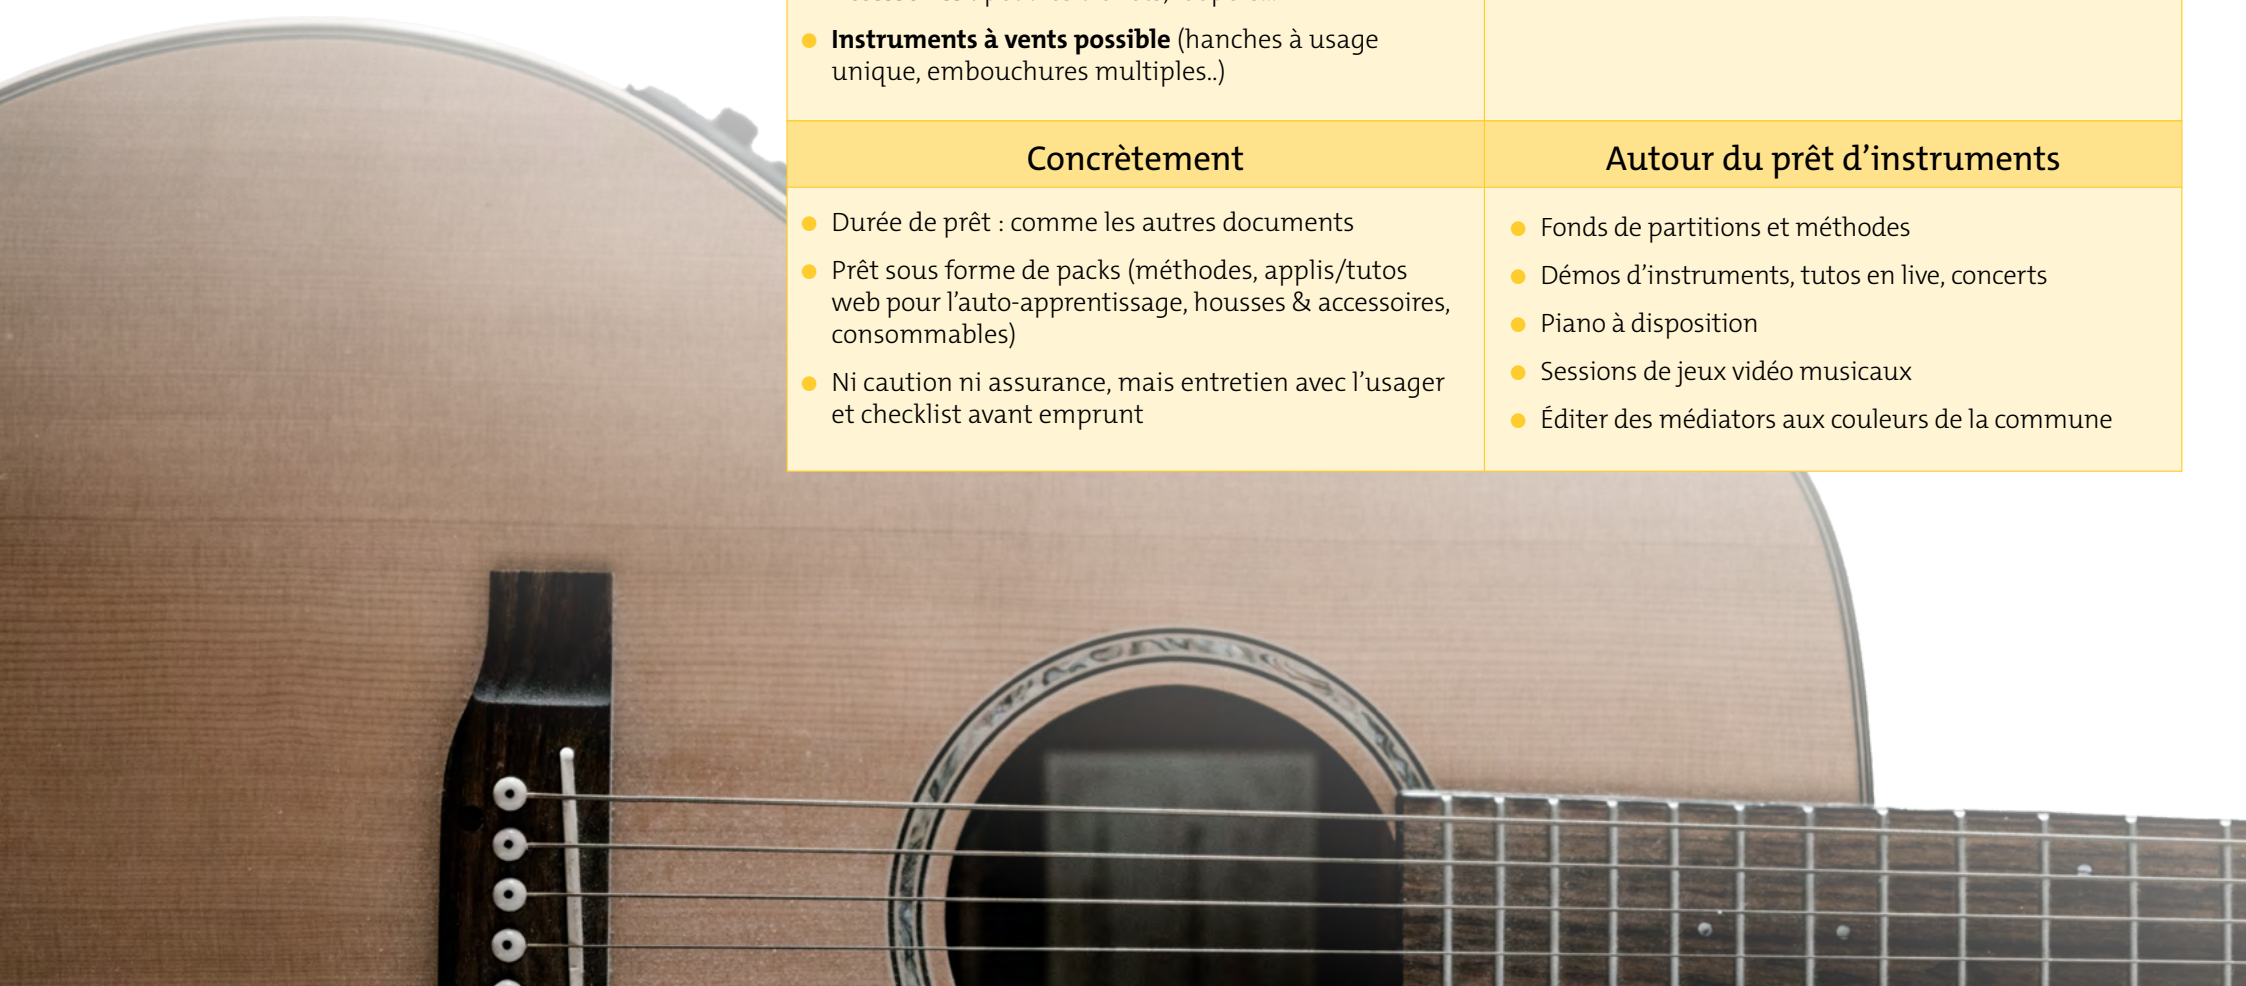 Instruments à vents possible (hanches à usage
unique, embouchures multiples..)
Concrètement
Durée de prêt : comme les autres documents
Prêt sous forme de packs (méthodes, applis/tutos
web pour l'auto-apprentissage, housses & accessoires,
consommables)
Ni caution ni assurance, mais entretien avec l'usager
et checklist avant emprunt
Autour du prêt d'instruments
Fonds de partitions et méthodes
Démos d'instruments, tutos en live, concerts
Piano à disposition
Sessions de jeux vidéo musicaux
Éditer des médiators aux couleurs de la commune